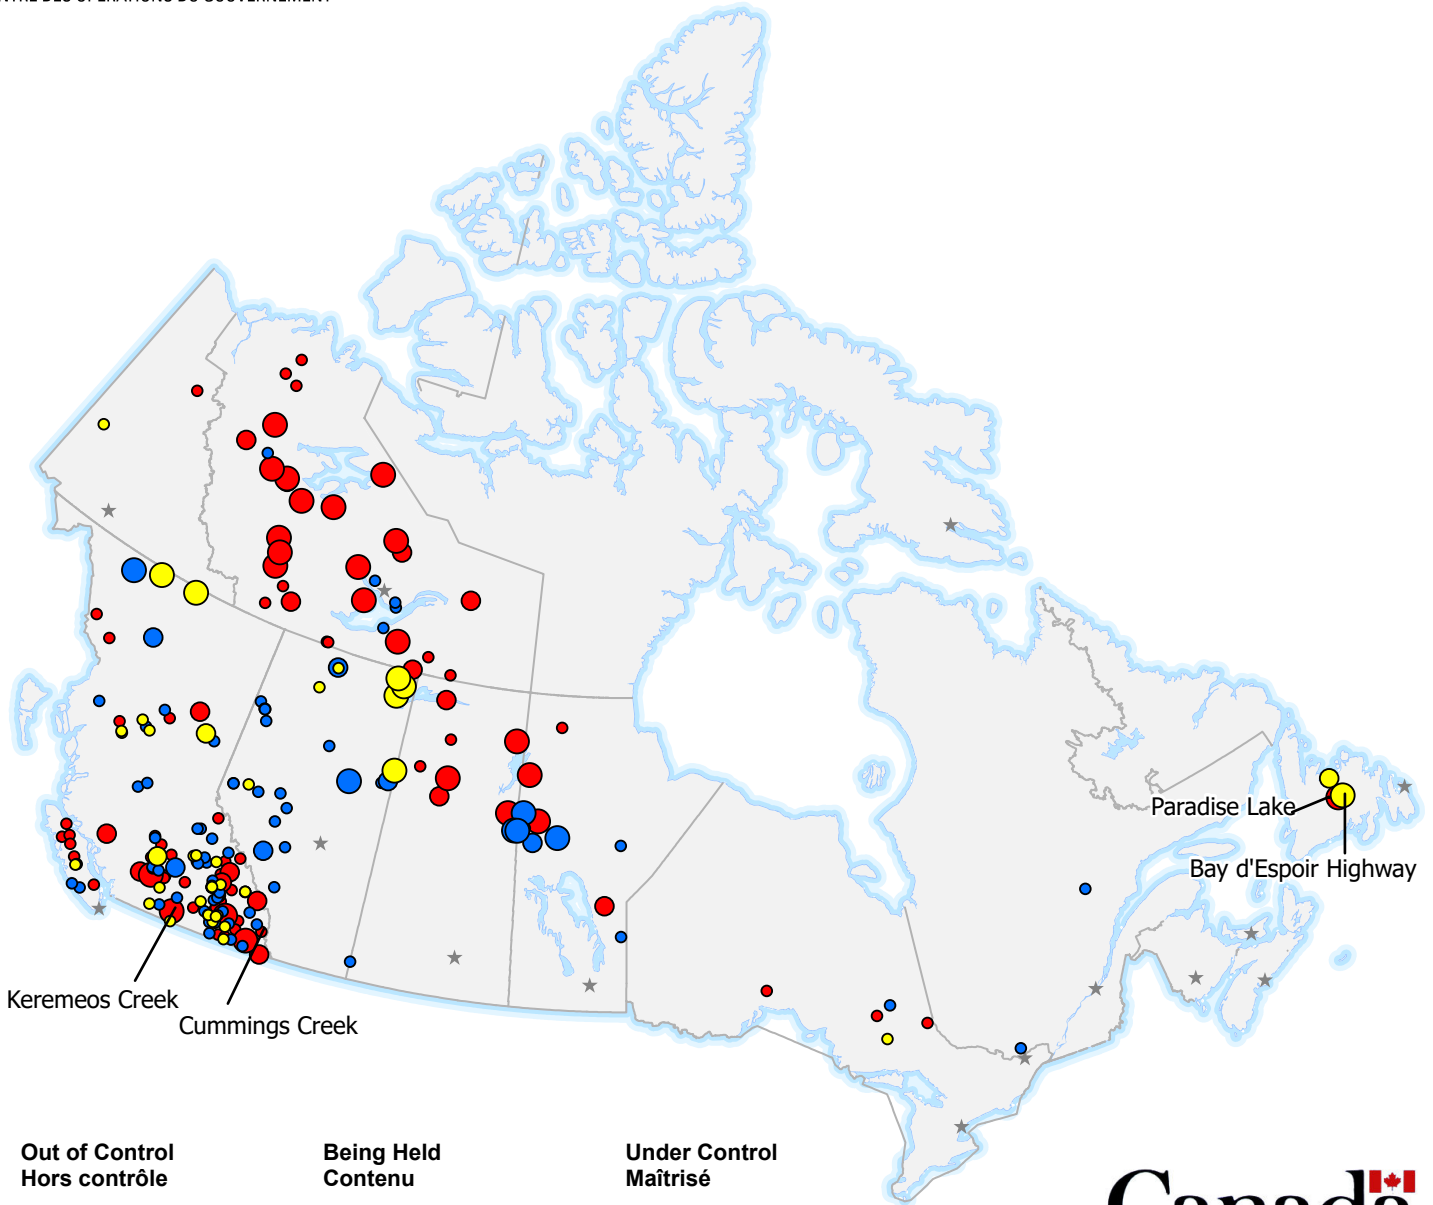 Paradise Lake
Bay d'Espoir Highway
Keremeos Creek
Cummings Creek
Out of Control
Hors contrôle
Being Held
Contenu
Under Control
Maîtrisé
Canada